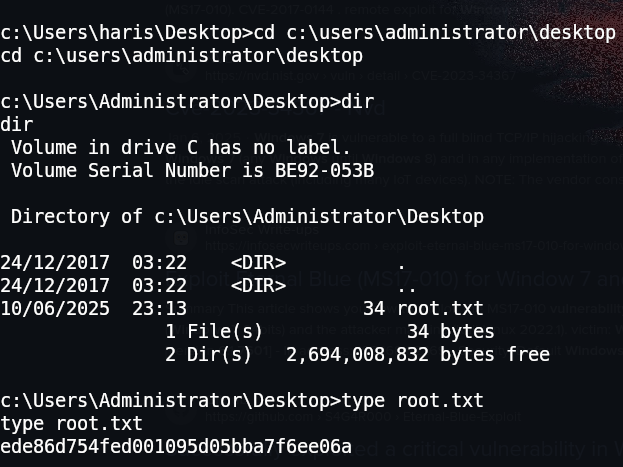 c:\Users\haris\Desktop>cd c:\users\administrator\desktop
cd c:\users\administrator\desktop
c:\Users\Administrator\Desktop>dir
dir
 Volume in drive C has no label.
 Volume Serial Number is BE92-053B
 Directory of c:\Users\Administrator\Desktop
24/12/2017  03:22    <DIR>          .
24/12/2017  03:22    <DIR>          ..
10/06/2025  23:13                34 root.txt
               1 File(s)             34 bytes
               2 Dir(s)   2,694,008,832 bytes free
c:\Users\Administrator\Desktop>type root.txt
type root.txt
ede86d754fed001095d05bba7f6ee06a